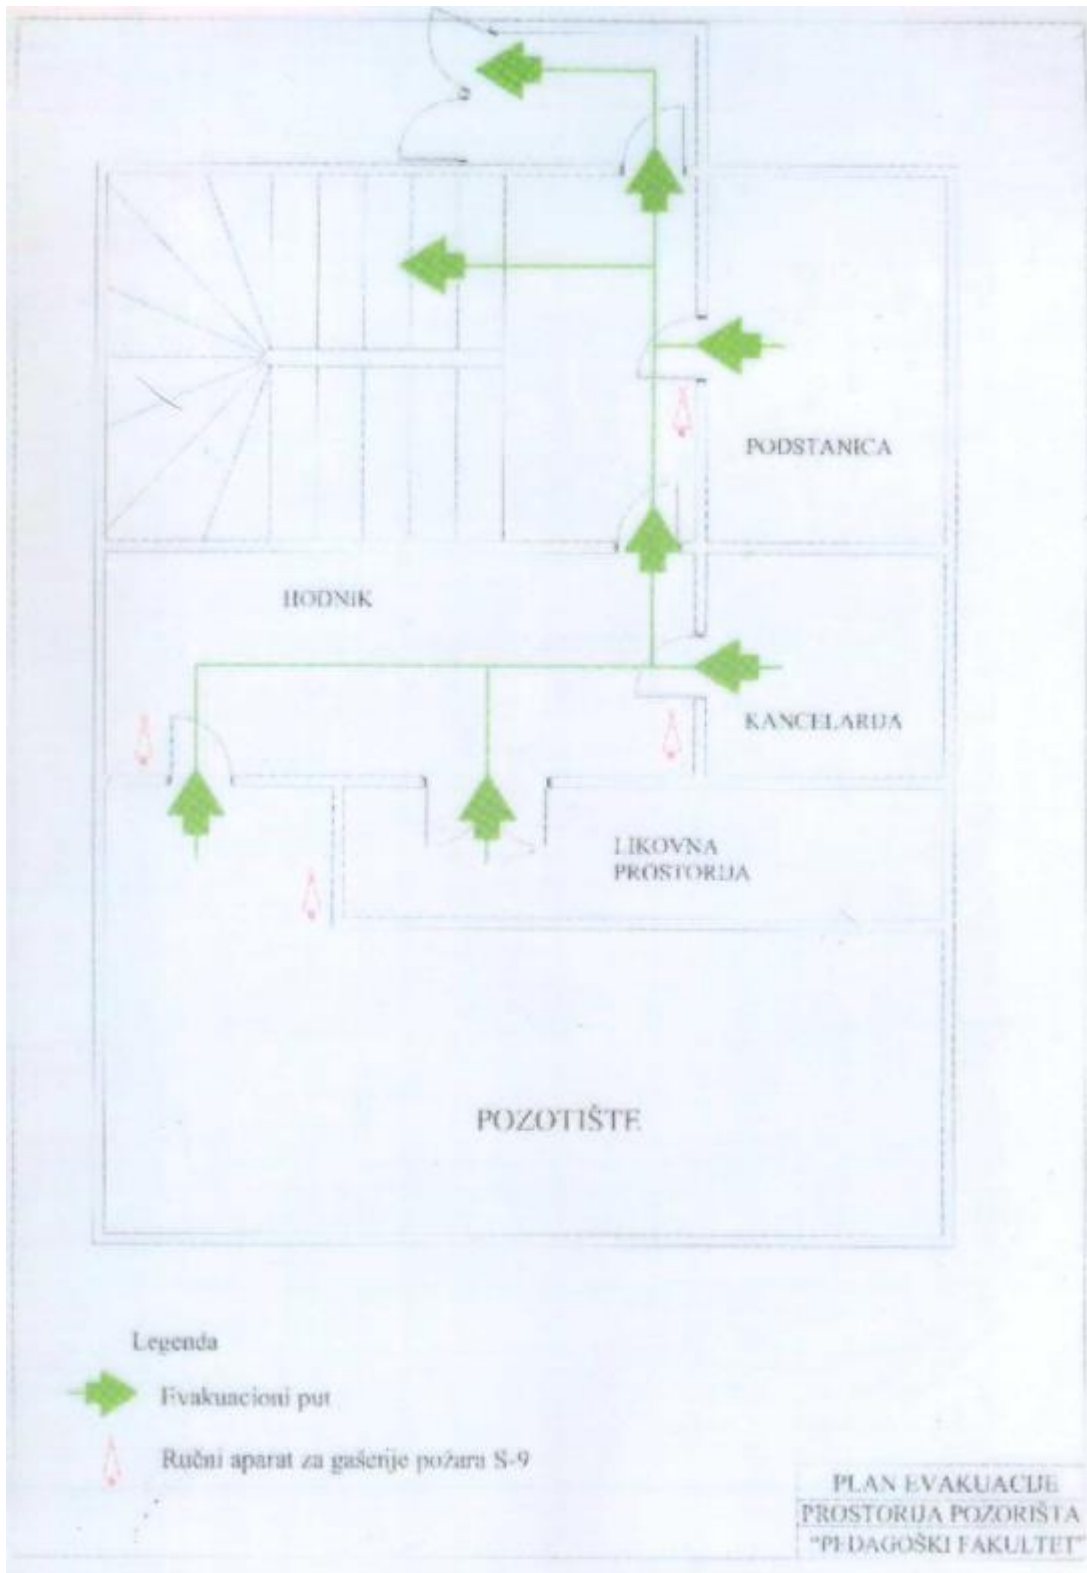 PODSTANICA
HODNIK
KANCELARIJA
LIKOVNA
PROSTORIJA
POZOTIŠTE
Legenda
Evakuacioni put
Ručni aparat za gašenje požara S-9
PLAN EVAKUACIJE
PROSTORIJA POZORIŠTA
"PEDAGOŠKI FAKULTET"